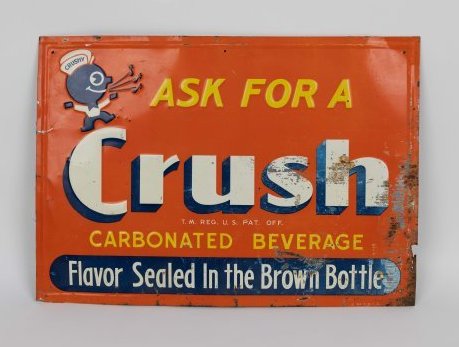 CRUSHY
ASK FOR A
Crush
T.M. REG. U.S. PAT. OFF.
CARBONATED BEVERAGE
Flavor Sealed In the Brown Bottle